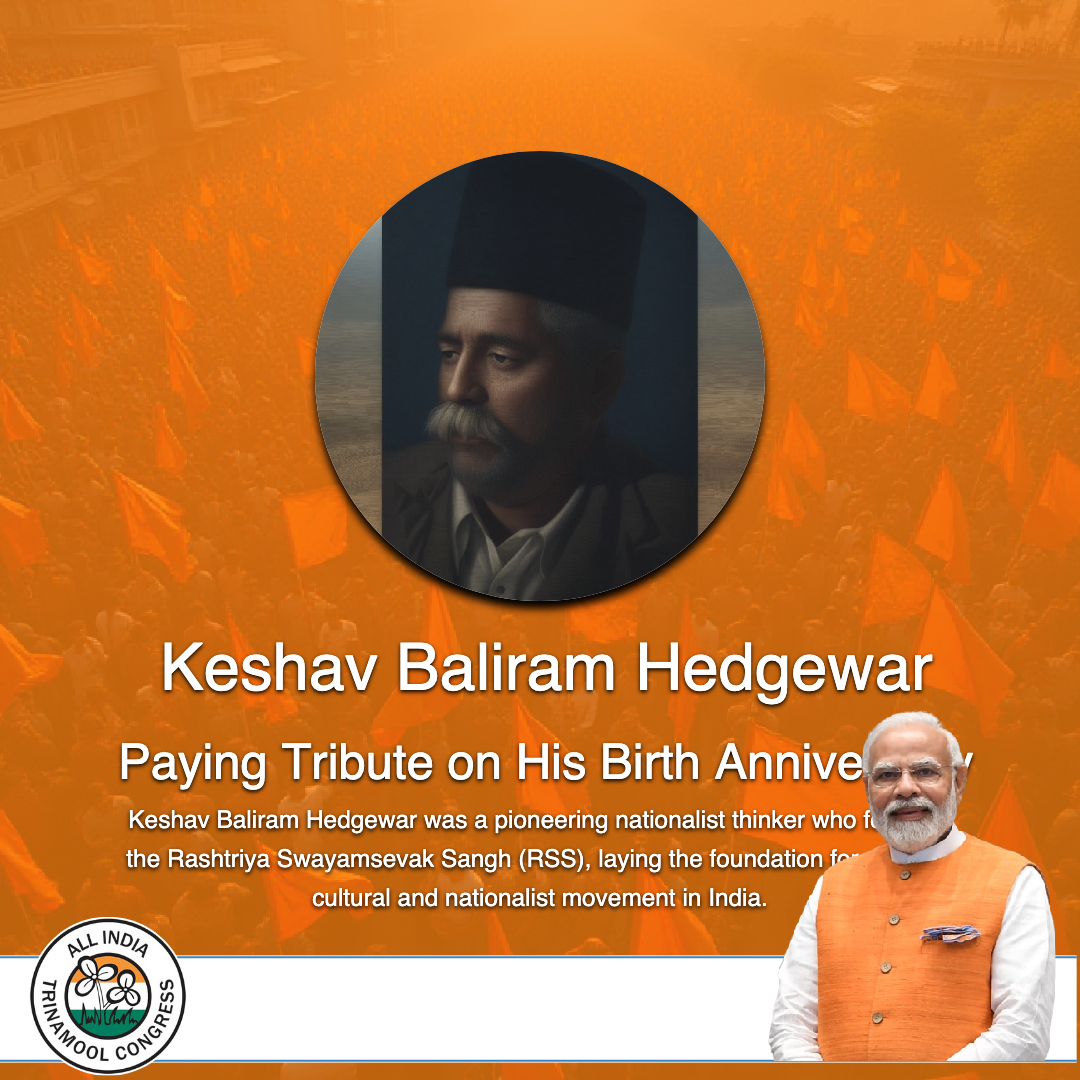 Keshav Baliram Hedgewar
Paying Tribute on His Birth
Keshav Baliram Hedgewar was a pioneering nationalist thinker who
the Rashtriya Swayamsevak Sangh (RSS), laying the foundation for
cultural and nationalist movement in India.
ALL INDIA
TRINAMOOL CONGRESS